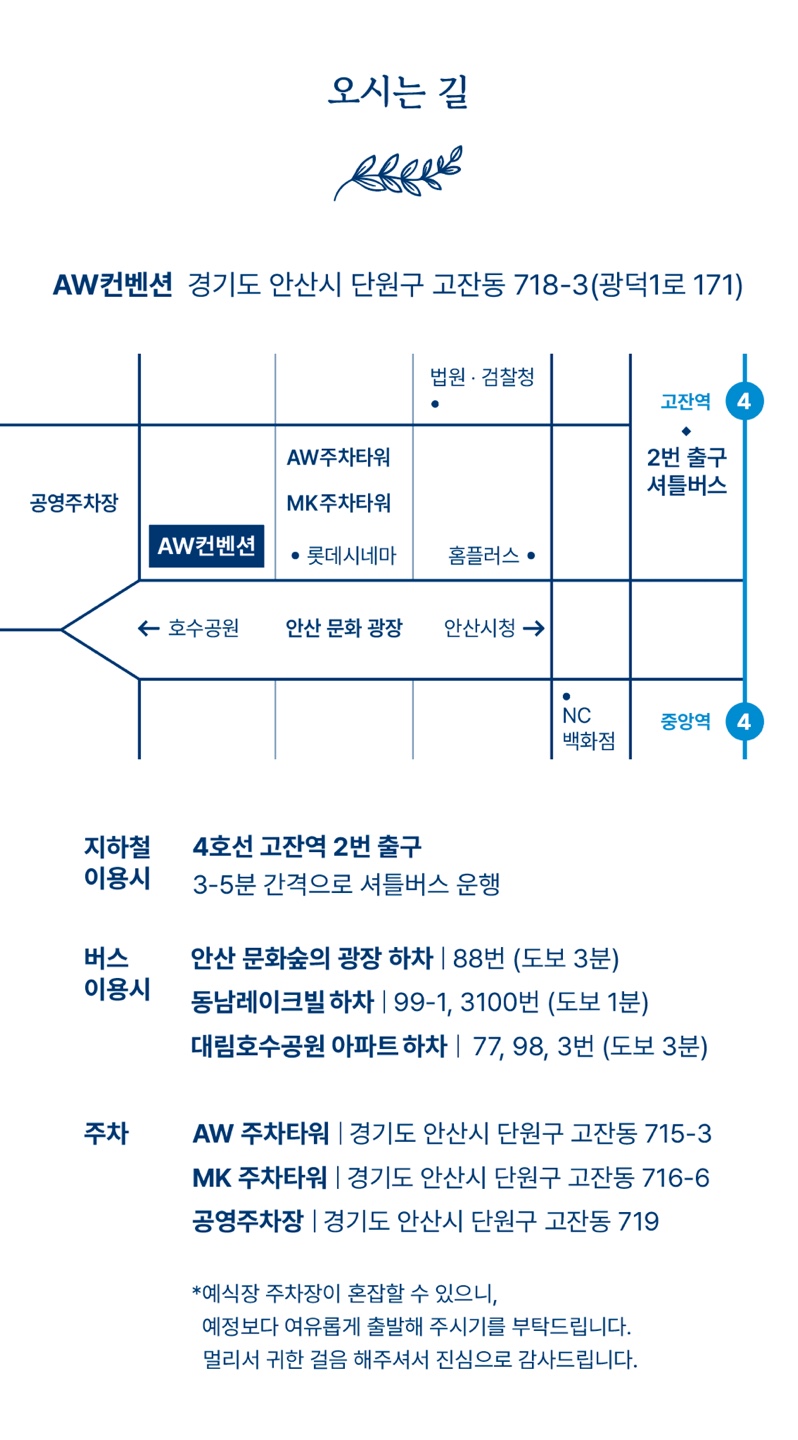 오시는 길
AW컨벤션 경기도 안산시 단원구 고잔동 718-3(광덕1로 171)
법원 · 검찰청
고잔역 4
2번 출구
셔틀버스
AW주차타워
MK주차타워
공영주차장
AW컨벤션
롯데시네마
홈플러스
← 호수공원
안산 문화 광장
안산시청 →
NC
백화점
중앙역 4
지하철
이용시
4호선 고잔역 2번 출구
3-5분 간격으로 셔틀버스 운행
버스
이용시
안산 문화숲의 광장 하차 | 88번 (도보 3분)
동남레이크빌 하차 | 99-1, 3100번 (도보 1분)
대림호수공원 아파트 하차 | 77, 98, 3번 (도보 3분)
주차
AW 주차타워 | 경기도 안산시 단원구 고잔동 715-3
MK 주차타워 | 경기도 안산시 단원구 고잔동 716-6
공영주차장 | 경기도 안산시 단원구 고잔동 719
*예식장 주차장이 혼잡할 수 있으니,
예정보다 여유롭게 출발해 주시기를 부탁드립니다.
멀리서 귀한 걸음 해주셔서 진심으로 감사드립니다.